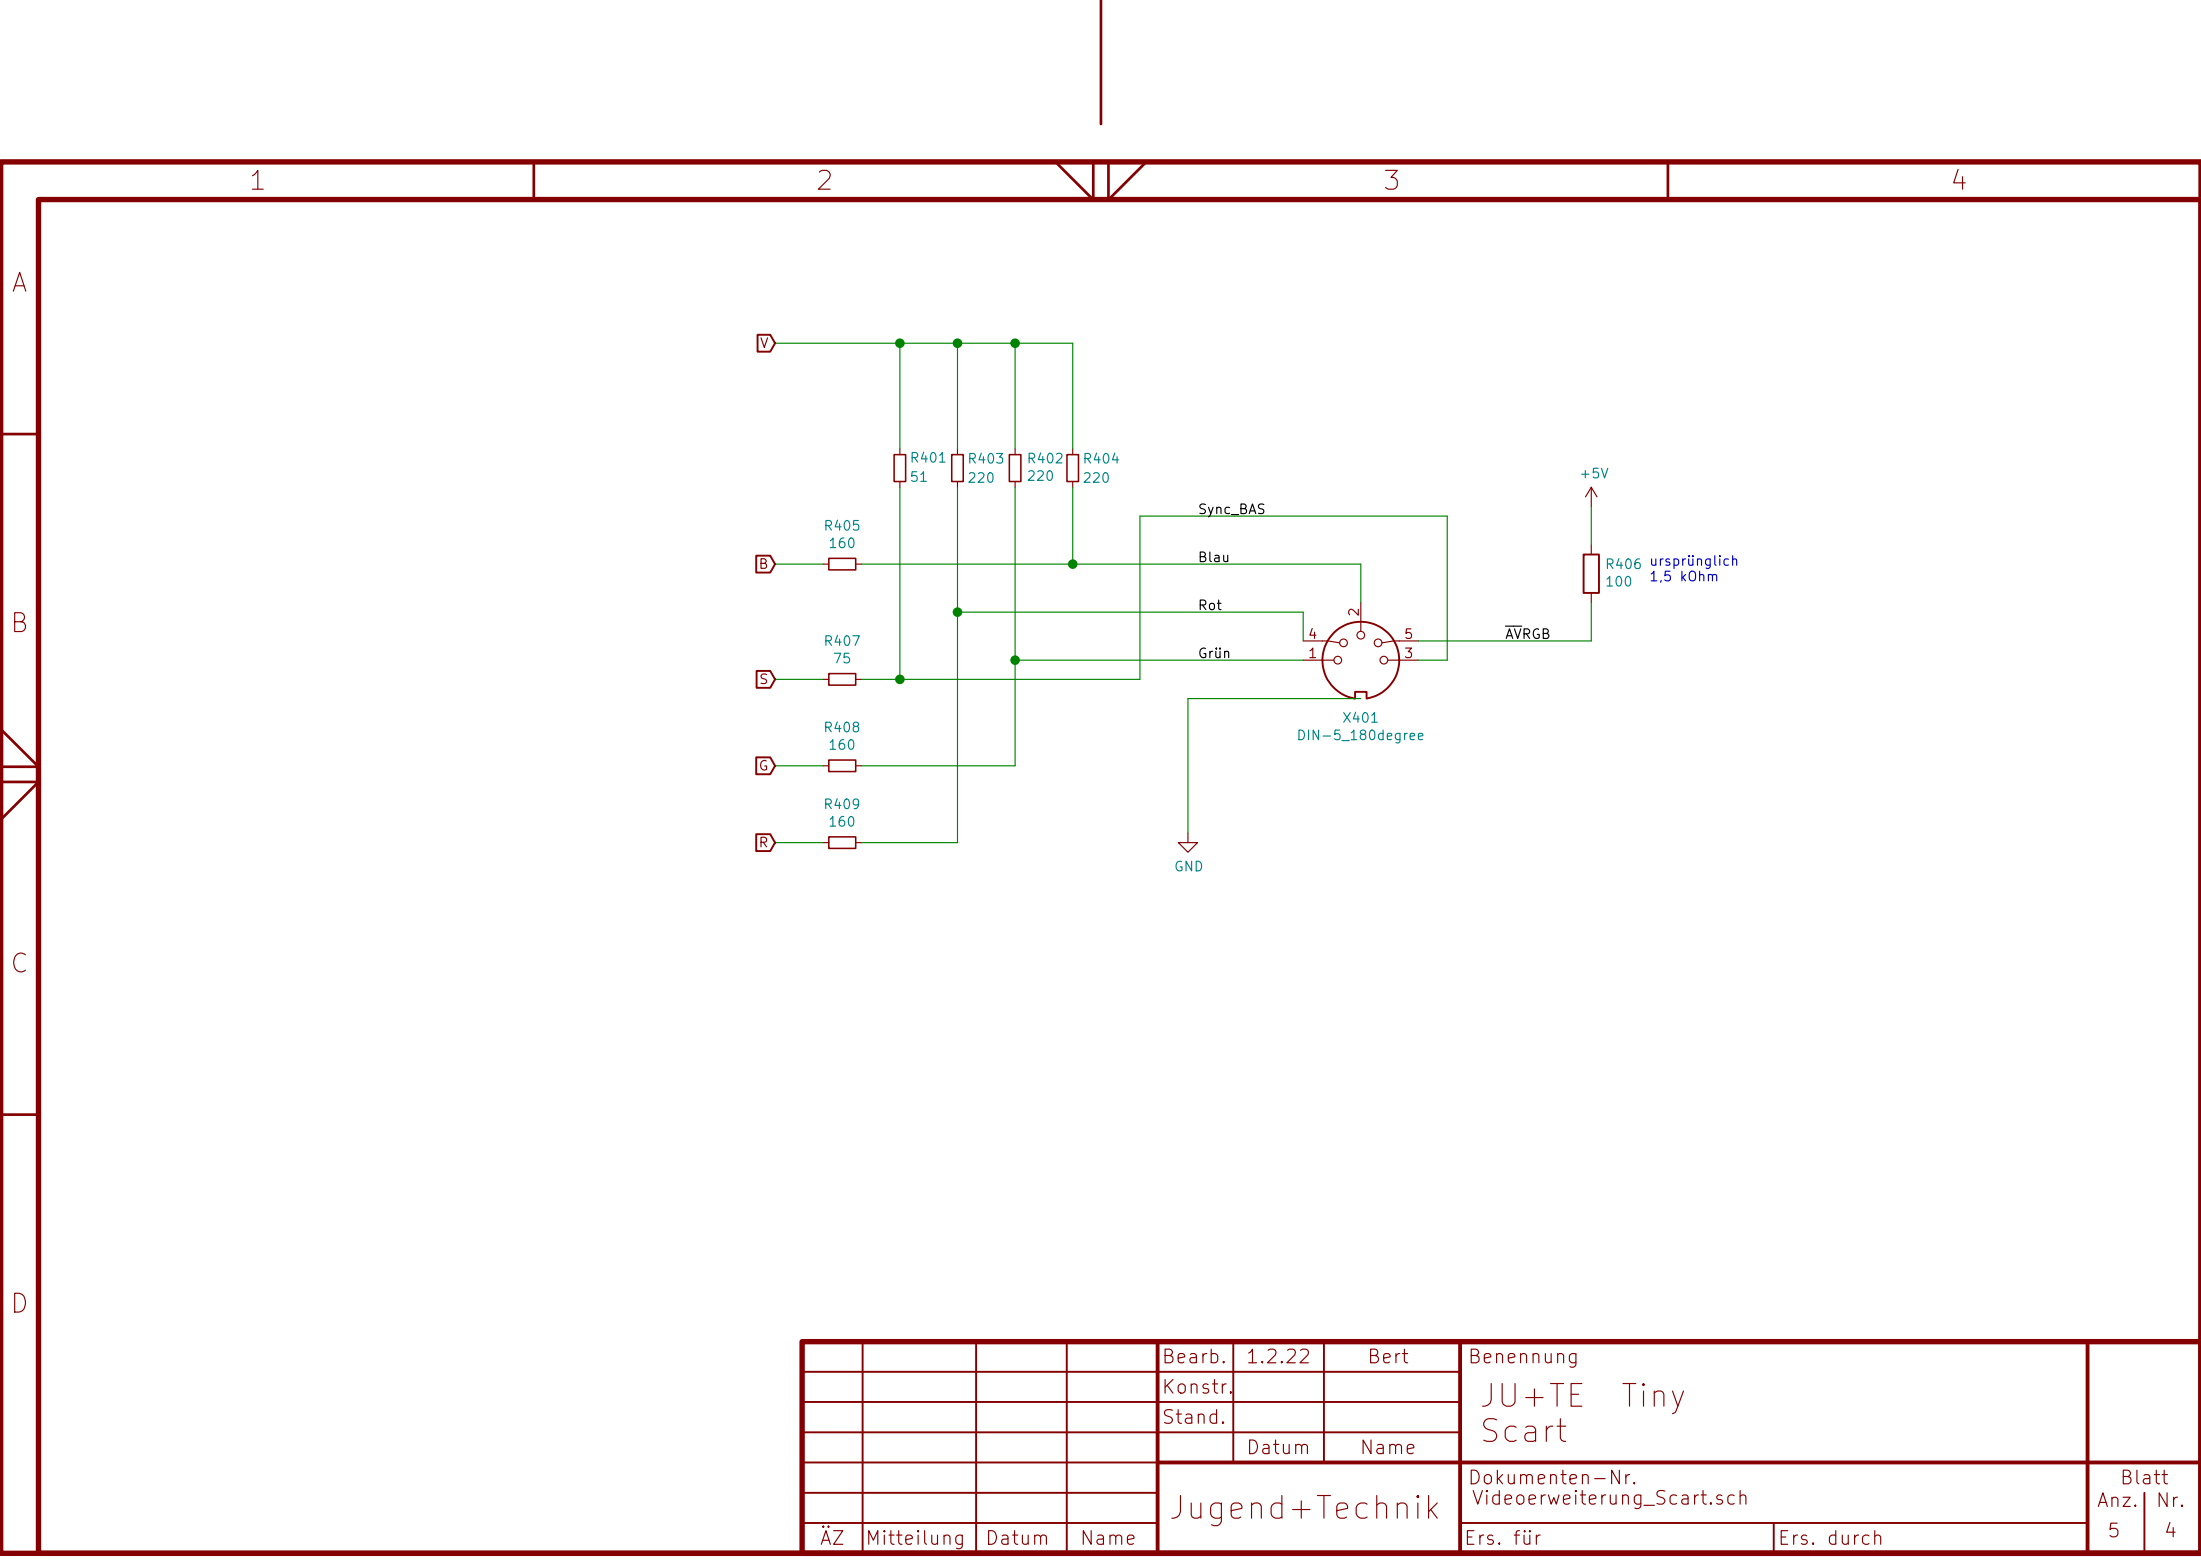 1
2
3
4
A
B
C
D
V
R401
51
R403
220
R402
220
R404
220
+5V
Sync_BAS
R405
160
B
Blau
R406
100
ursprünglich
1,5 kOhm
Rot
2
4
5
A̅V̅RGB
R407
75
S
Grün
1
3
X401
DIN-5_180degree
R408
160
G
R409
160
R
GND
Bearb. 1.2.22 Bert
Konstr.
Stand.
Datum Name
Benennung
JU+TE Tiny
Scart
Jugend+Technik
Dokumenten-Nr.
Videoerweiterung_Scart.sch
Blatt
Anz. Nr.
5 4
ÄZ Mitteilung Datum Name
Ers. für
Ers. durch